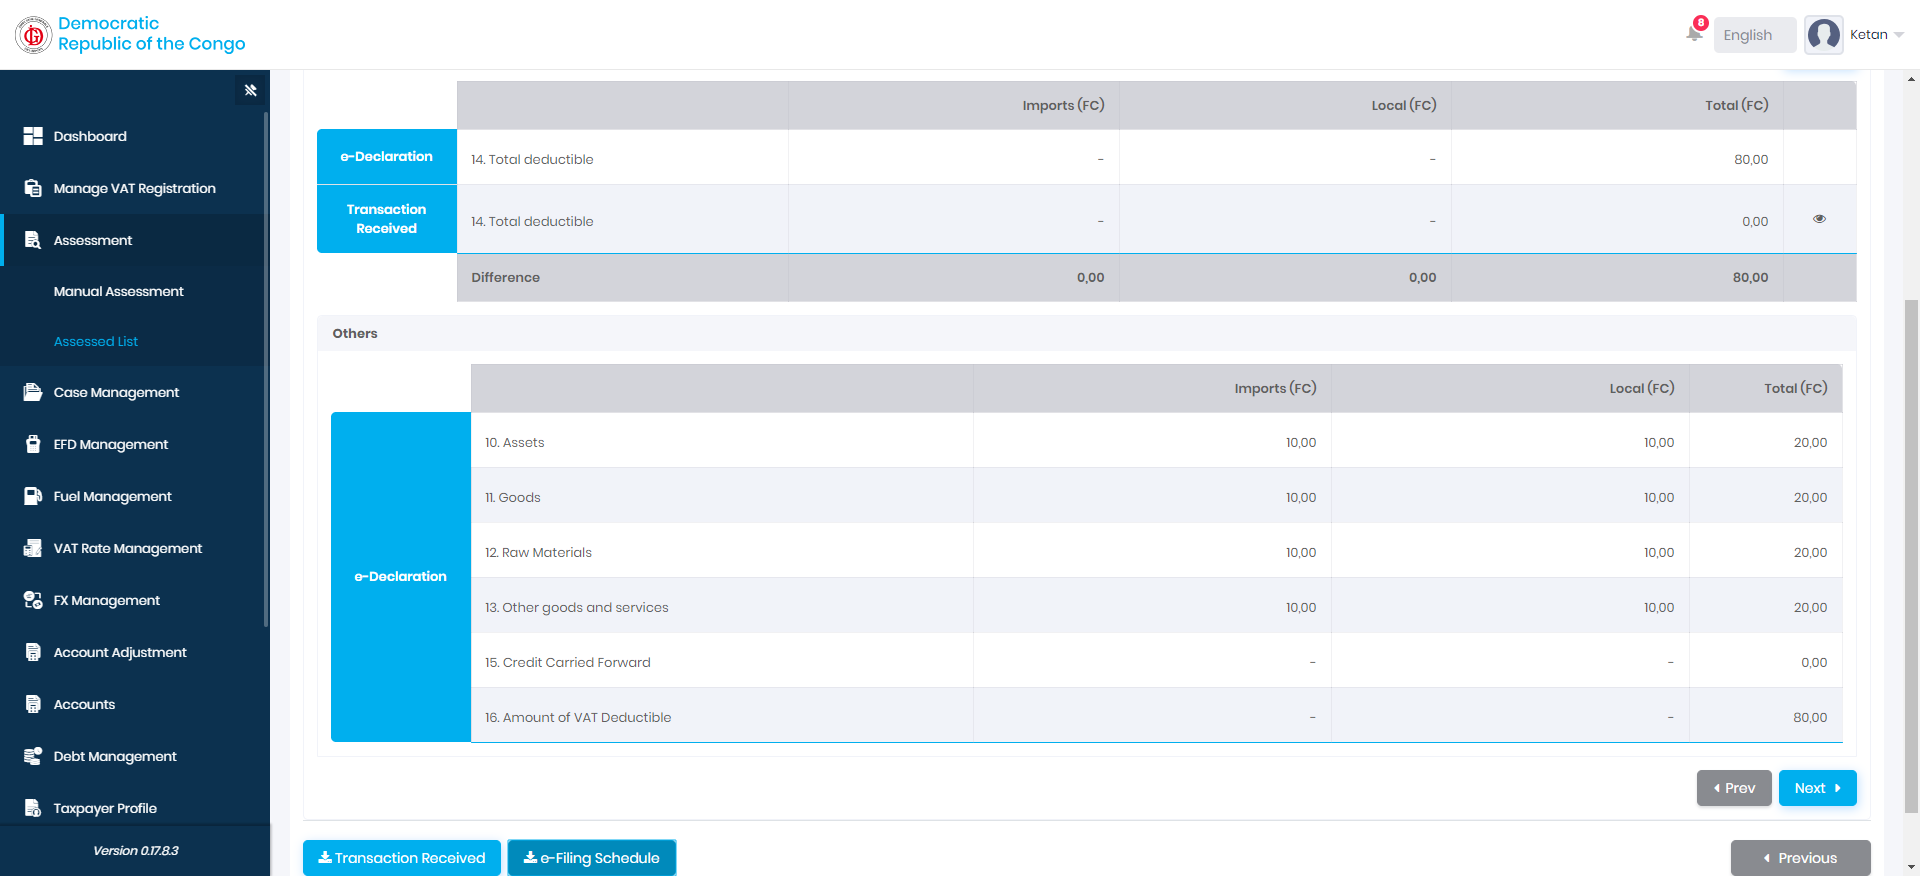 Democratic
Republic of the Congo
8
English
Ketan
Dashboard
Manage VAT Registration
Assessment
Manual Assessment
Assessed List
Case Management
EFD Management
Fuel Management
VAT Rate Management
FX Management
Account Adjustment
Accounts
Debt Management
Taxpayer Profile
Version 0.17.8.3
Imports (FC) Local (FC) Total (FC)
e-Declaration 14. Total deductible - - 80,00
Transaction
Received 14. Total deductible - - 0,00
Difference 0,00 0,00 80,00
Others
Imports (FC) Local (FC) Total (FC)
e-Declaration
10. Assets 10,00 10,00 20,00
11. Goods 10,00 10,00 20,00
12. Raw Materials 10,00 10,00 20,00
13. Other goods and services 10,00 10,00 20,00
15. Credit Carried Forward - - 0,00
16. Amount of VAT Deductible - - 80,00
Prev Next
Transaction Received e-Filing Schedule Previous